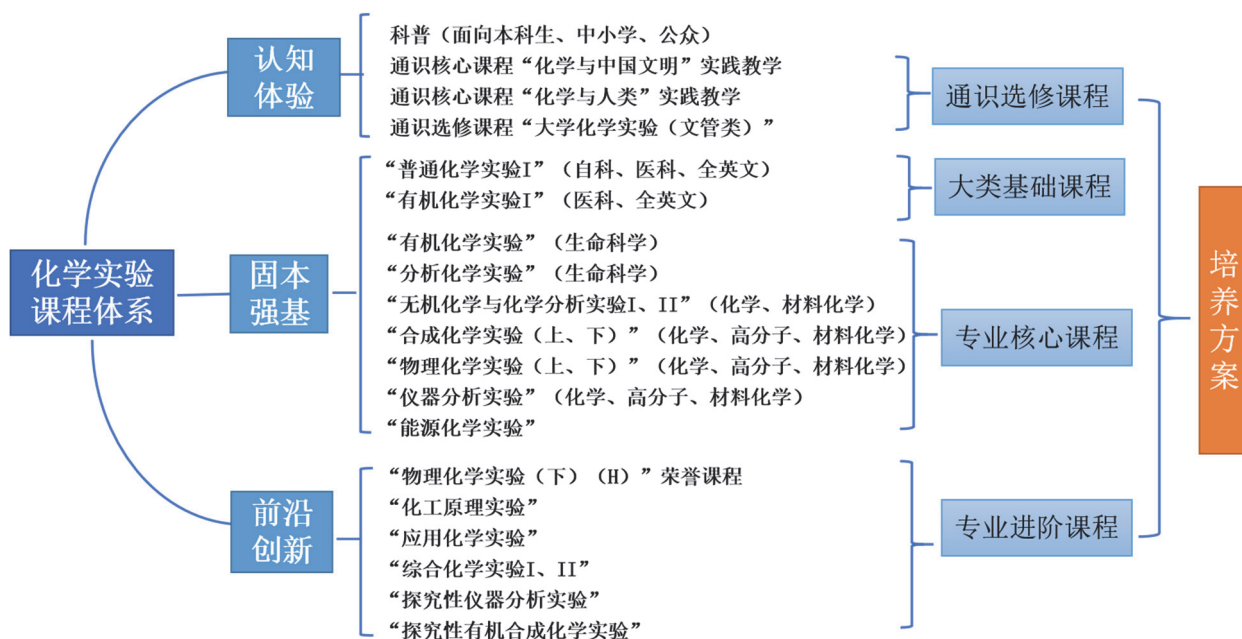 化学实验
课程体系
认知
体验
科普（面向本科生、中小学、公众）
通识核心课程“化学与中国文明”实践教学
通识核心课程“化学与人类”实践教学
通识选修课程“大学化学实验（文管类）”
通识选修课程
固本
强基
“普通化学实验I”（自科、医科、全英文）
“有机化学实验I”（医科、全英文）
大类基础课程
“有机化学实验”（生命科学）
“分析化学实验”（生命科学）
“无机化学与化学分析实验I、II”（化学、材料化学）
“合成化学实验（上、下）”（化学、高分子、材料化学）
“物理化学实验（上、下）”（化学、高分子、材料化学）
“仪器分析实验”（化学、高分子、材料化学）
“能源化学实验”
专业核心课程
前沿
创新
“物理化学实验（下）（H）”荣誉课程
“化工原理实验”
“应用化学实验”
“综合化学实验I、II”
“探究性仪器分析实验”
“探究性有机合成化学实验”
专业进阶课程
培养方案